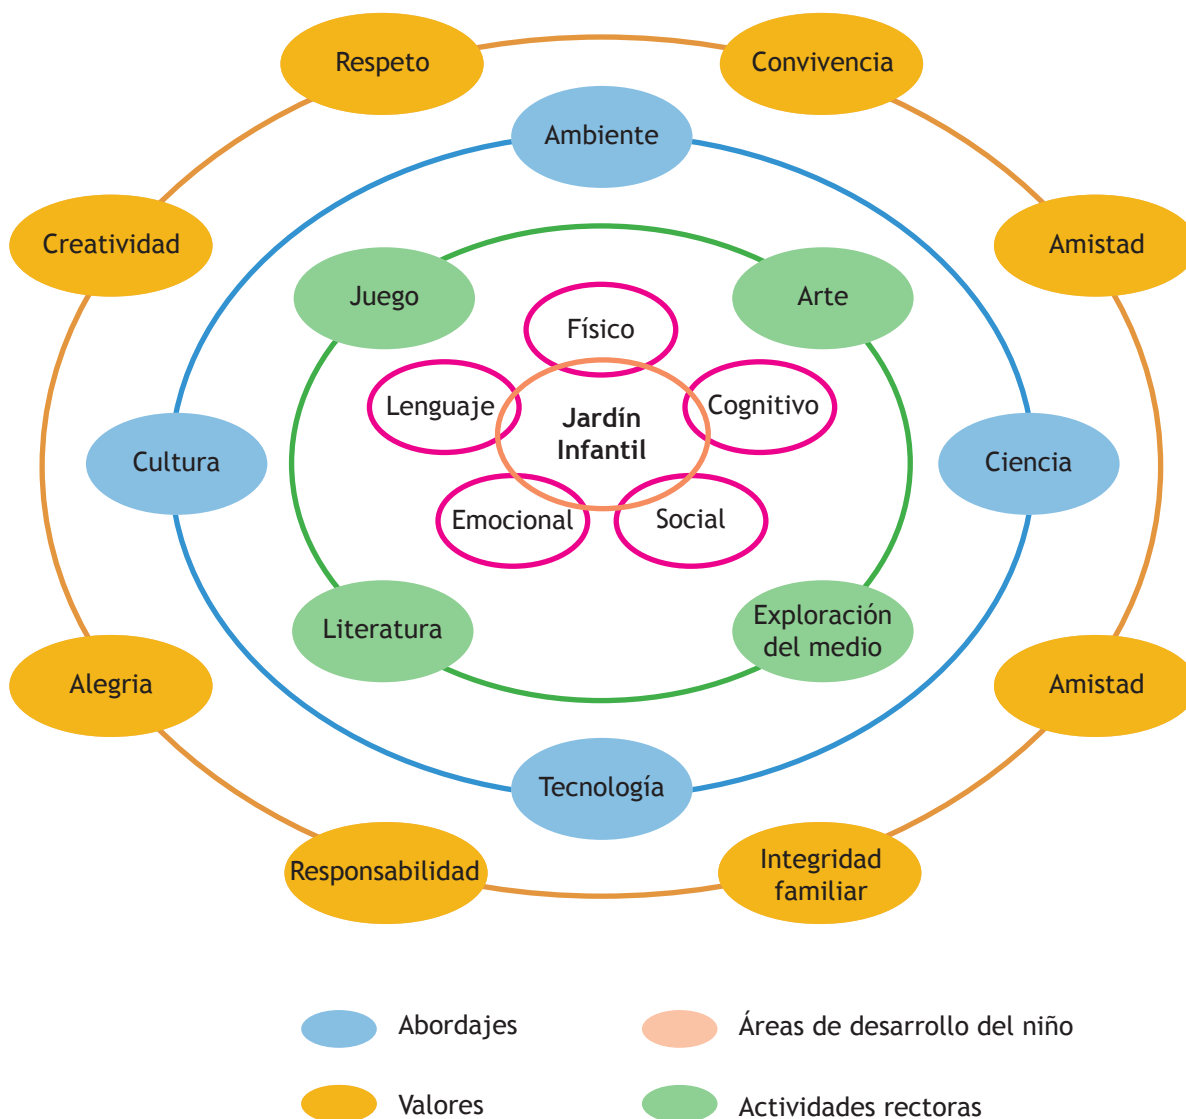 Respeto
Convivencia
Ambiente
Creatividad
Amistad
Juego
Arte
Físico
Lenguaje
Cognitivo
Jardín
Infantil
Cultura
Ciencia
Emocional
Social
Literatura
Exploración
del medio
Alegria
Amistad
Tecnología
Responsabilidad
Integridad
familiar
Abordajes
Áreas de desarrollo del niño
Valores
Actividades rectoras